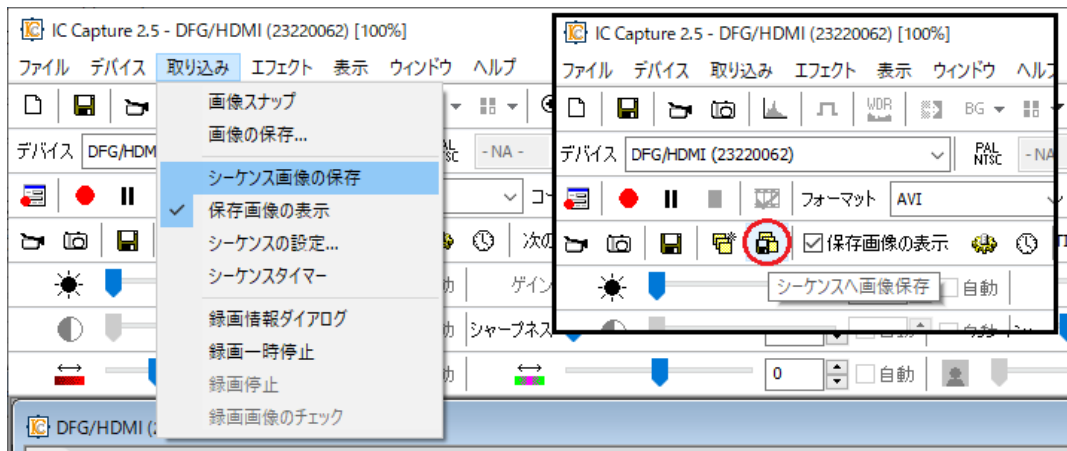 IC Capture 2.5 - DFG/HDMI (23220062) [100%]
ファイル デバイス 取り込み エフェクト 表示 ウィンドウ ヘルプ
デバイス DFG/HDM
- NA -
画像スナップ
画像の保存...
シーケンス画像の保存
保存画像の表示
シーケンスの設定...
シーケンスタイマー
録画情報ダイアログ
録画一時停止
録画停止
録画画像のチェック
次の
ゲイン
シャープネス
0 自動
DFG/HDMI (
IC Capture 2.5 - DFG/HDMI (23220062) [100%]
ファイル デバイス 取り込み エフェクト 表示 ウィンドウ ヘルプ
WDR BG
デバイス DFG/HDMI (23220062) PAL NTSC - NA
フォーマット AVI
保存画像の表示
シーケンスへ画像保存 自動